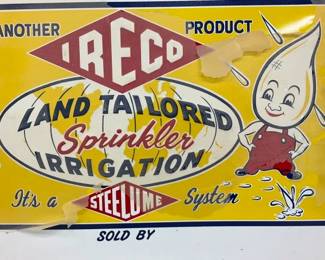 ANOTHER IRECO PRODUCT
LAND TAILORED
Sprinkler
IRRIGATION
It's a STEELUME System
SOLD BY